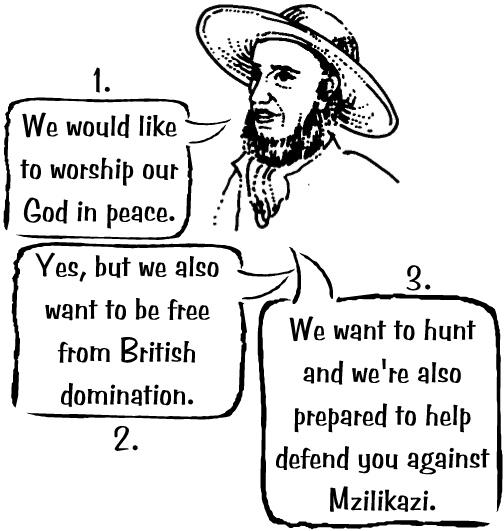 1.
We would like
to worship our
God in peace.
Yes, but we also
want to be free
from British
domination.
2.
3.
We want to hunt
and we're also
prepared to help
defend you against
Mzilikazi.